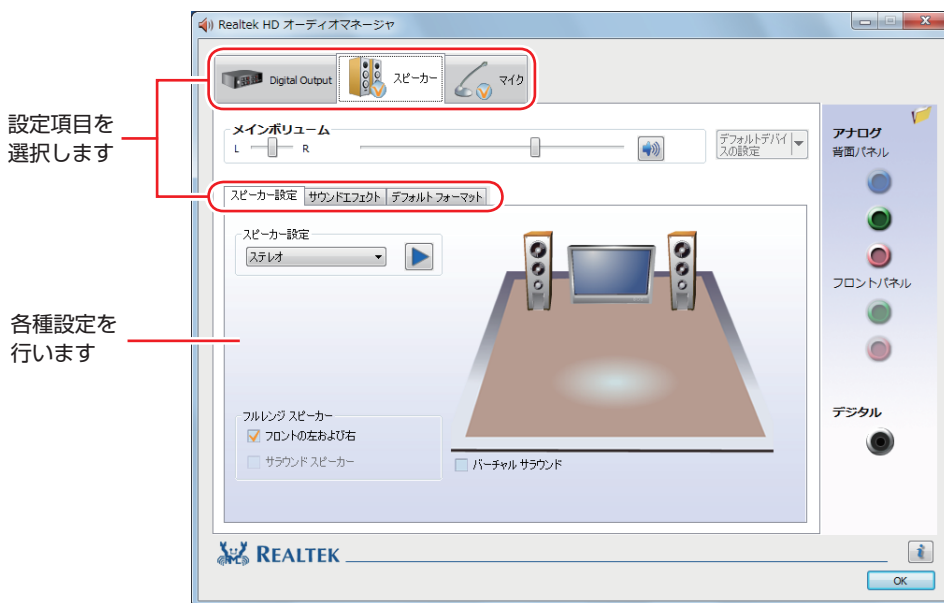 Realtek HD オーディオマネージャ
Digital Output
スピーカー
マイク
設定項目を
選択します
メインボリューム
L
R
デフォルトデバイ
スの設定
スピーカー設定
サウンドエフェクト
デフォルト フォーマット
スピーカー設定
ステレオ
各種設定を
行います
フルレンジ スピーカー
フロントの左および右
サラウンド スピーカー
バーチャル サラウンド
アナログ
背面パネル
フロントパネル
デジタル
REALTEK
i
OK